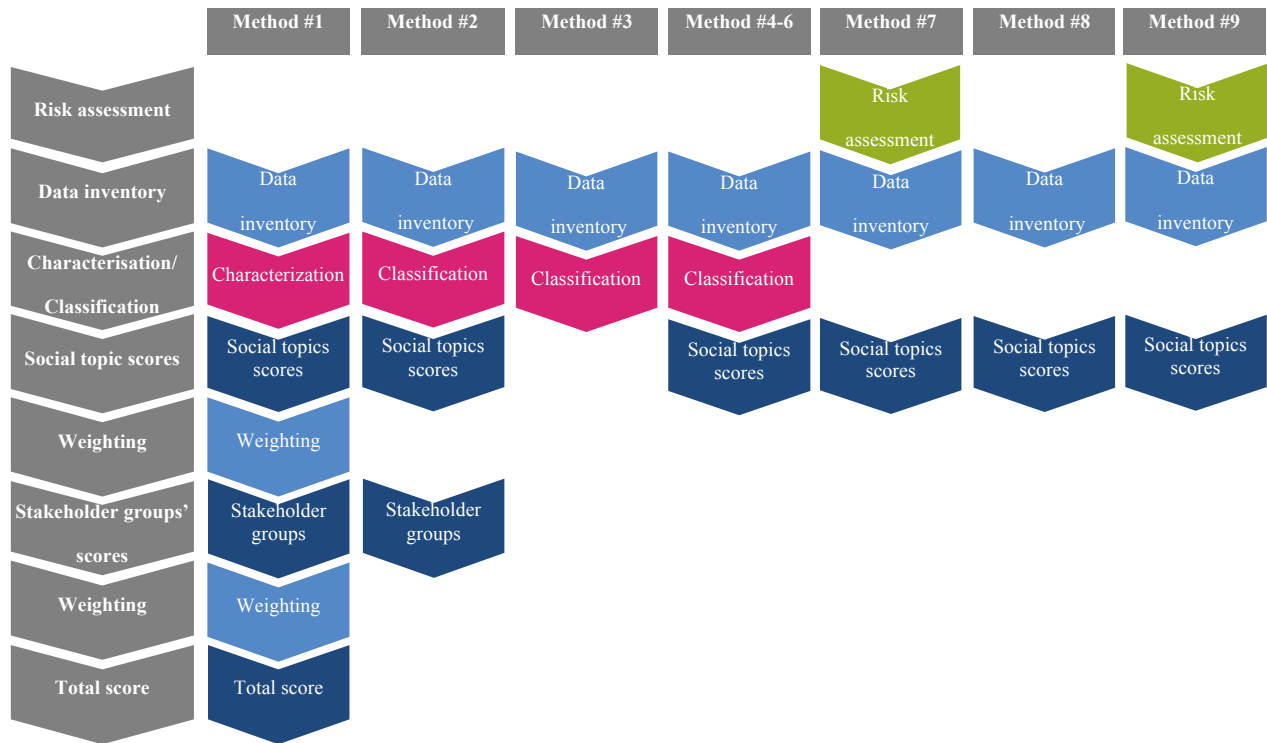 Method #1
Method #2
Method #3
Method #4-6
Method #7
Method #8
Method #9
Risk assessment
Risk
assessment
Risk
assessment
Data inventory
Data
inventory
Data
inventory
Data
inventory
Data
inventory
Data
inventory
Data
inventory
Data
inventory
Characterisation/
Classification
Characterization
Classification
Classification
Classification
Social topic scores
Social topics
scores
Social topics
scores
Social topics
scores
Social topics
scores
Social topics
scores
Social topics
scores
Weighting
Weighting
Stakeholder groups’
scores
Stakeholder
groups
Stakeholder
groups
Weighting
Weighting
Total score
Total score